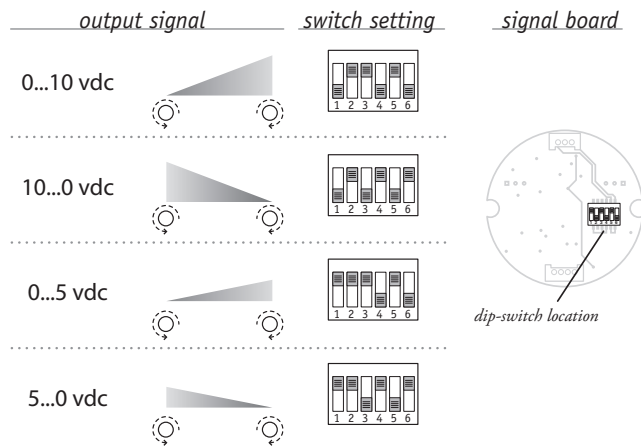 output signal switch setting signal board
0...10 vdc
1 2 3 4 5 6
10...0 vdc
1 2 3 4 5 6
0...5 vdc
1 2 3 4 5 6
dip-switch location
5...0 vdc
1 2 3 4 5 6